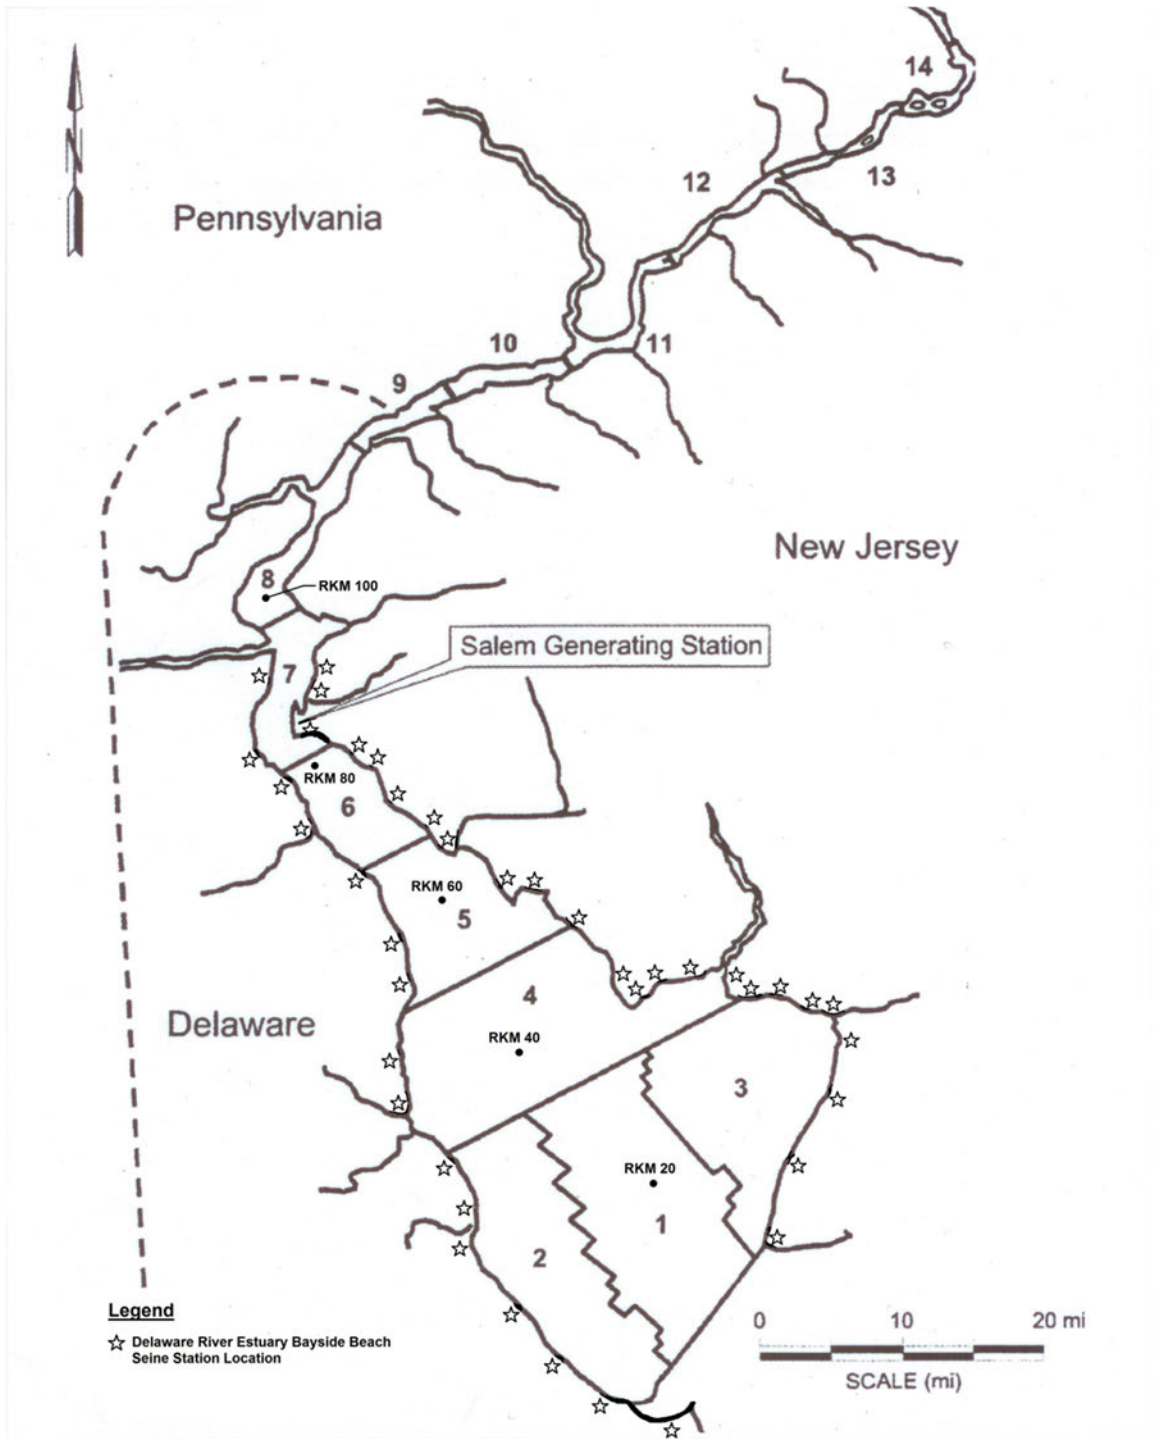 14
N
13
12
Pennsylvania
10
11
9
New Jersey
8
RKM 100
Salem Generating Station
7
RKM 80
6
RKM 60
5
4
Delaware
RKM 40
3
RKM 20
1
2
Legend
Delaware River Estuary Bayside Beach
Seine Station Location
0 10 20 mi
SCALE (mi)